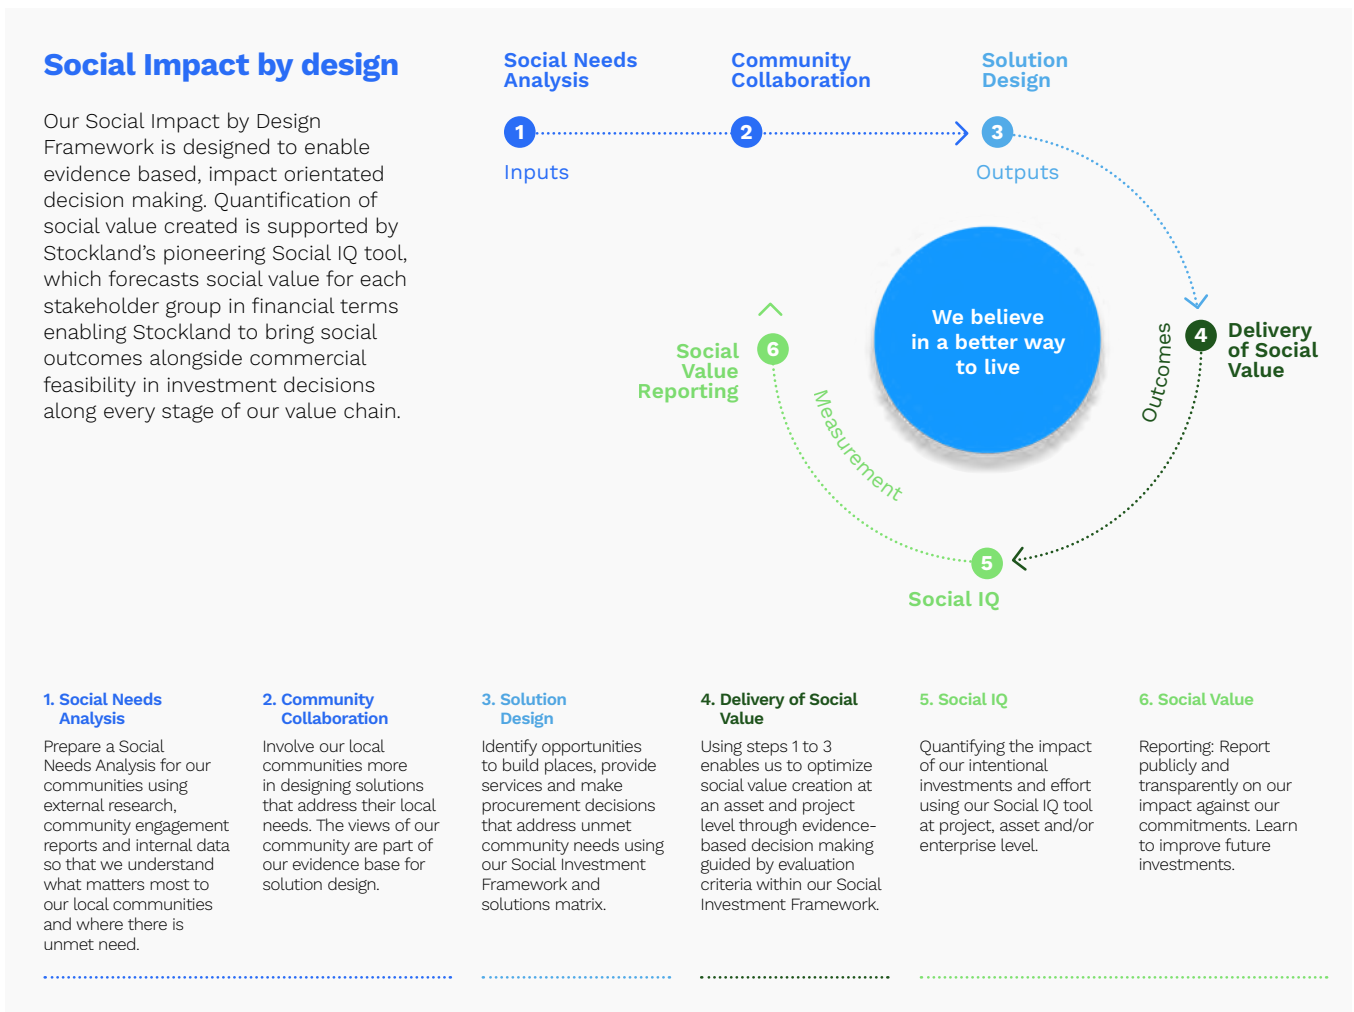 Social Impact by design
Our Social Impact by Design
Framework is designed to enable
evidence based, impact orientated
decision making. Quantification of
social value created is supported by
Stockland’s pioneering Social IQ tool,
which forecasts social value for each
stakeholder group in financial terms
enabling Stockland to bring social
outcomes alongside commercial
feasibility in investment decisions
along every stage of our value chain.
Social Needs
Analysis
1
Inputs
Community
Collaboration
2
Solution
Design
3
Outputs
We believe
in a better way
to live
4
Delivery
of Social
Value
Outcomes
5
Social IQ
Measurement
6
Social
Value
Reporting
1. Social Needs
Analysis
Prepare a Social
Needs Analysis for our
communities using
external research,
community engagement
reports and internal data
so that we understand
what matters most to
our local communities
and where there is
unmet need.
2. Community
Collaboration
Involve our local
communities more
in designing solutions
that address their local
needs. The views of our
community are part of
our evidence base for
solution design.
3. Solution
Design
Identify opportunities
to build places, provide
services and make
procurement decisions
that address unmet
community needs using
our Social Investment
Framework and
solutions matrix.
4. Delivery of Social
Value
Using steps 1 to 3
enables us to optimize
social value creation at
an asset and project
level through evidence-
based decision making
guided by evaluation
criteria within our Social
Investment Framework.
5. Social IQ
Quantifying the impact
of our intentional
investments and effort
using our Social IQ tool
at project, asset and/or
enterprise level.
6. Social Value
Reporting: Report
publicly and
transparently on our
impact against our
commitments. Learn
to improve future
investments.